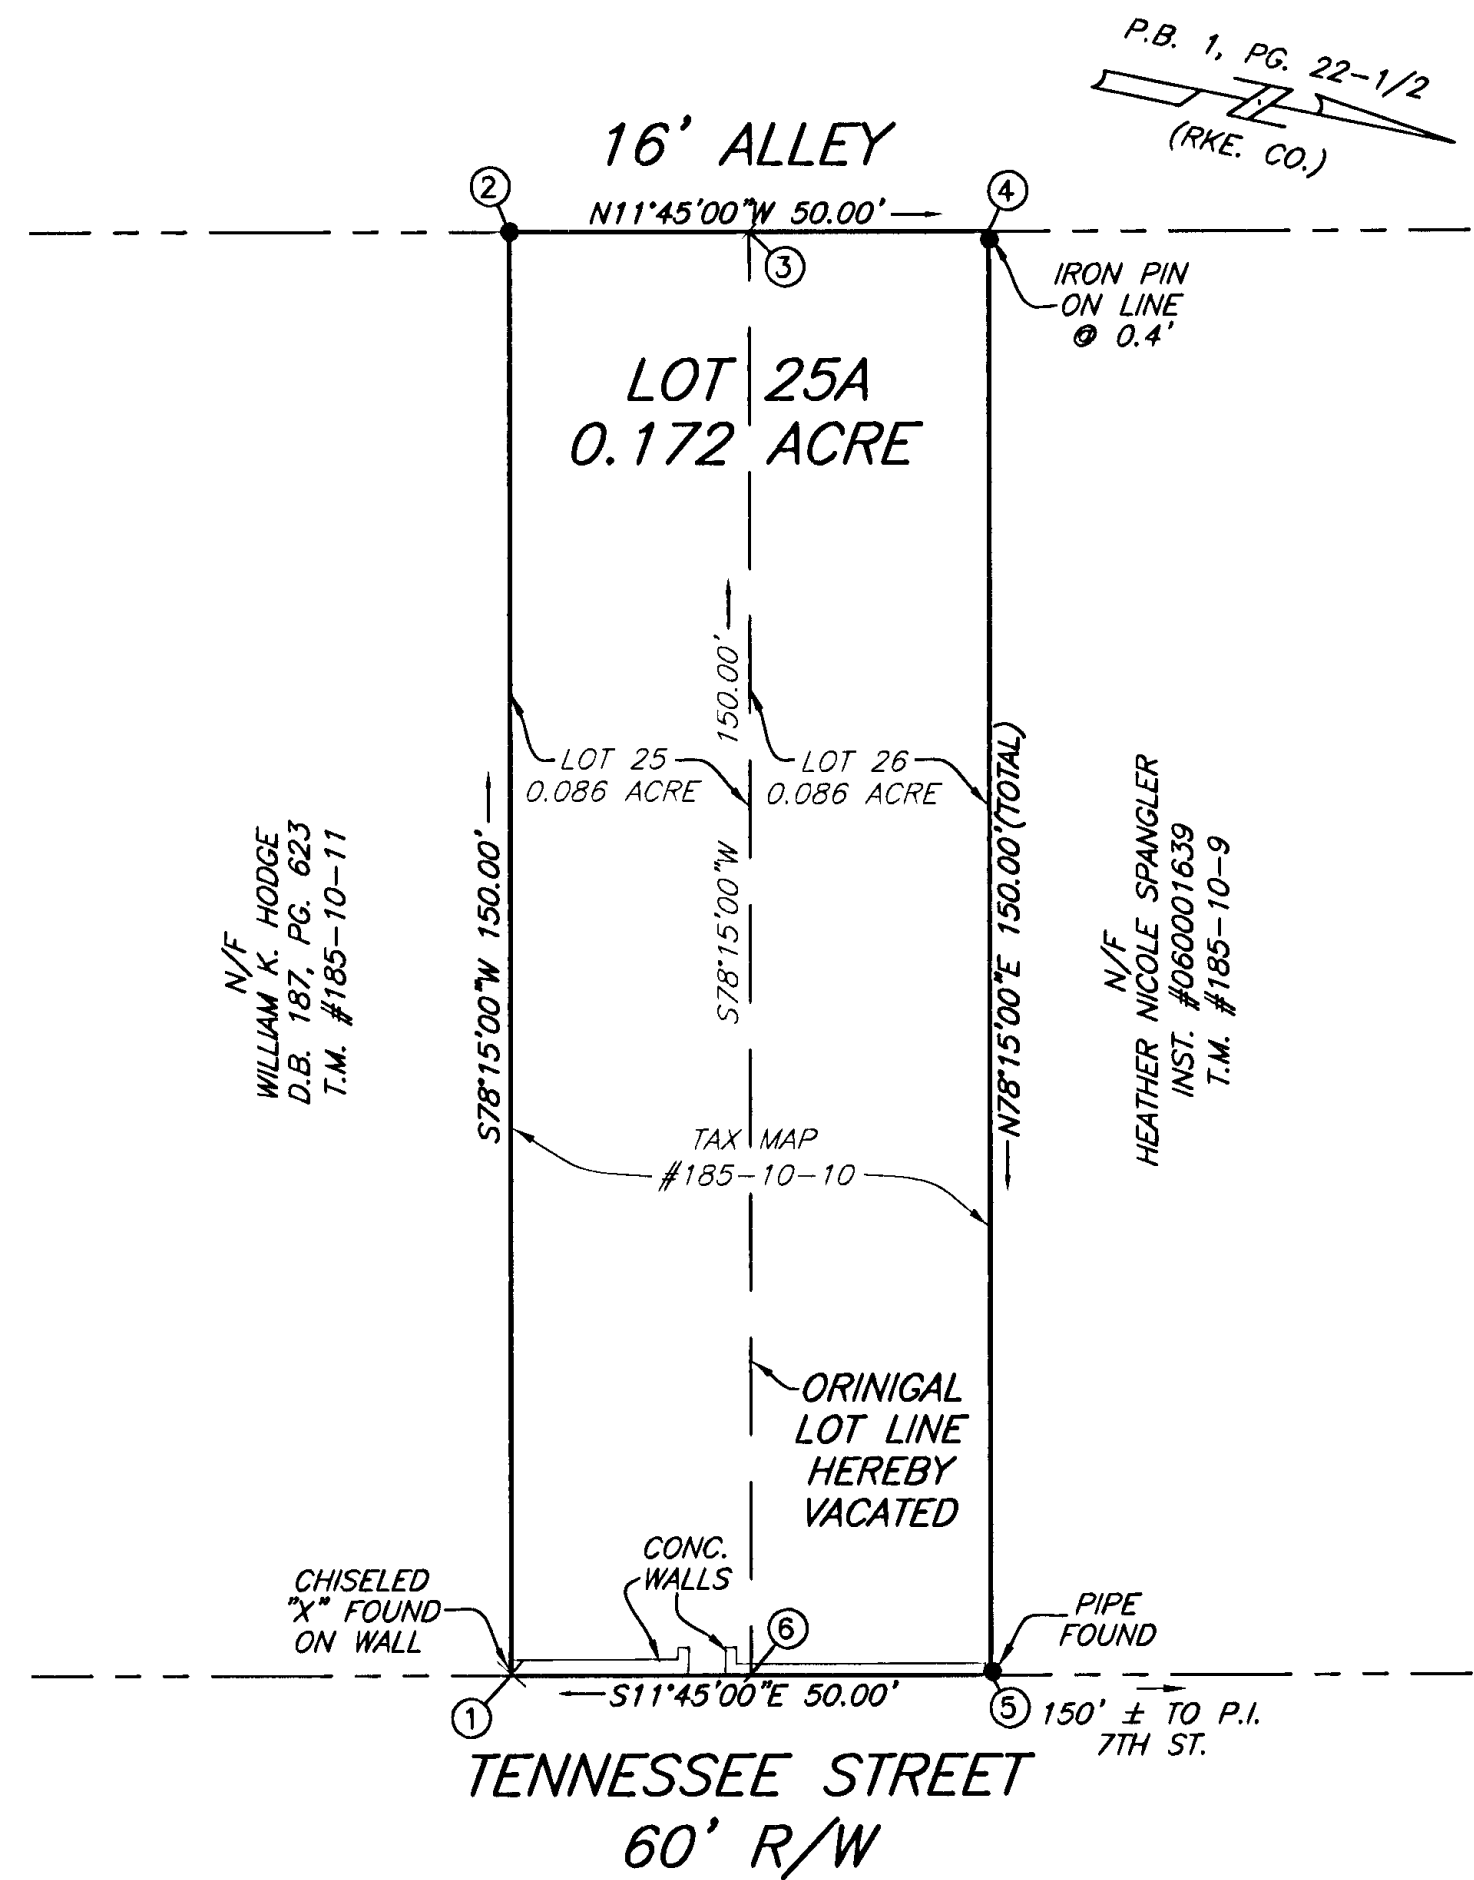 P.B. 1, PG. 22-1/2
(RKE. CO.)
16' ALLEY
2
N11°45'00"W 50.00'
4
3
IRON PIN
ON LINE
@ 0.4'
LOT 25A
0.172 ACRE
150.00'
S78°15'00"W
LOT 25
0.086 ACRE
LOT 26
0.086 ACRE
S78°15'00"W 150.00'
N78°15'00"E 150.00'(TOTAL)
N/F
WILLIAM K. HODGE
D.B. 187, PG. 623
T.M. #185-10-11
N/F
HEATHER NICOLE SPANGLER
INST. #060001639
T.M. #185-10-9
TAX MAP
#185-10-10
ORINIGAL
LOT LINE
HEREBY
VACATED
CONC.
WALLS
CHISELED
"X" FOUND
ON WALL
6
PIPE
FOUND
1
S11°45'00"E 50.00'
5
150' ± TO P.I.
7TH ST.
TENNESSEE STREET
60' R/W